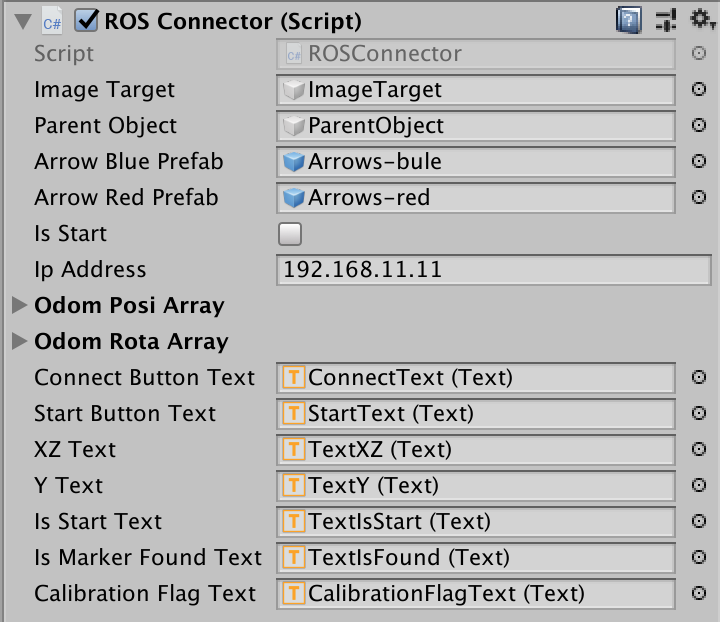 ROS Connector (Script)
Script ROSConnector
Image Target ImageTarget
Parent Object ParentObject
Arrow Blue Prefab Arrows-bule
Arrow Red Prefab Arrows-red
Is Start
Ip Address 192.168.11.11
Odom Posi Array
Odom Rota Array
Connect Button Text ConnectText (Text)
Start Button Text StartText (Text)
XZ Text TextXZ (Text)
Y Text TextY (Text)
Is Start Text TextIsStart (Text)
Is Marker Found Text TextIsFound (Text)
Calibration Flag Text CalibrationFlagText (Text)